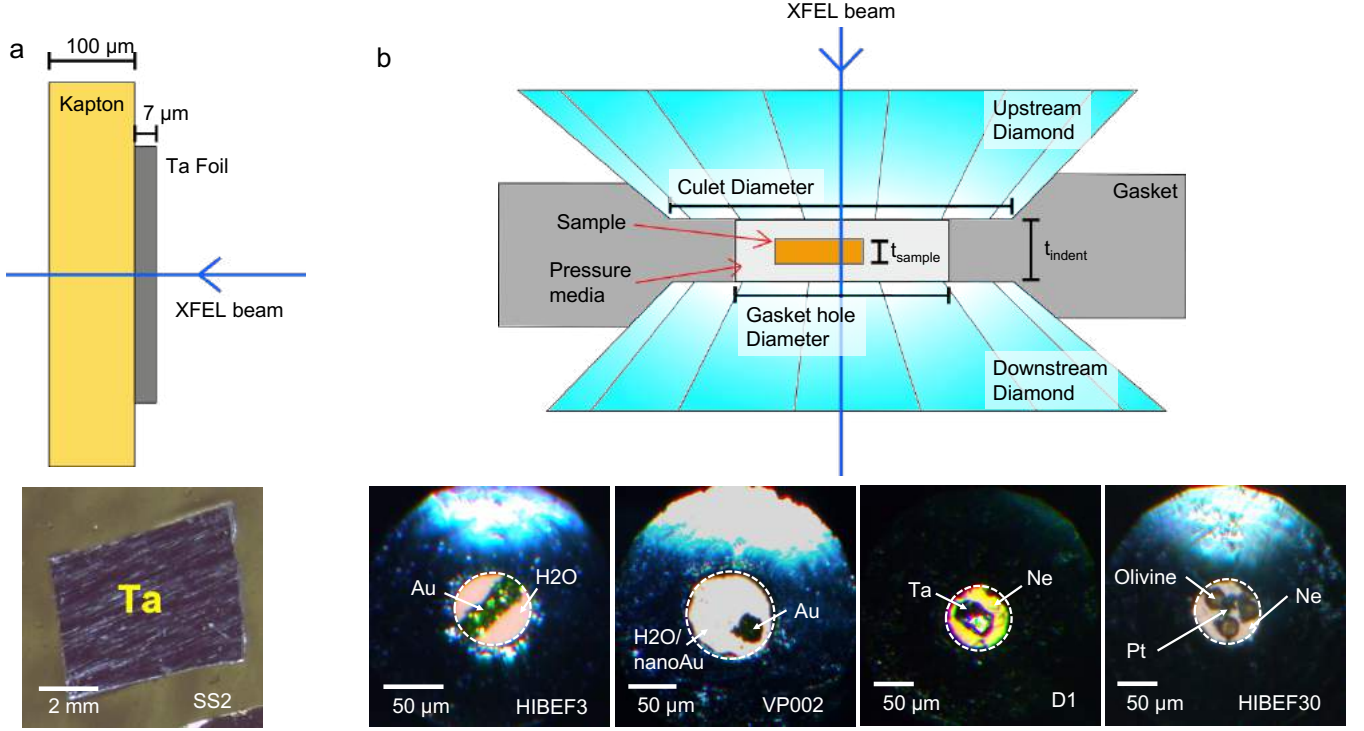 a
100 µm
Kapton
7 µm
Ta Foil
XFEL beam
Ta
2 mm
SS2
b
XFEL beam
Upstream
Diamond
Culet Diameter
Gasket
Sample
t_sample
t_indent
Pressure
media
Gasket hole
Diameter
Downstream
Diamond
Au
H2O
50 µm
HIBEF3
Au
H2O/
nanoAu
50 µm
VP002
Ta
Ne
50 µm
D1
Olivine
Ne
Pt
50 µm
HIBEF30